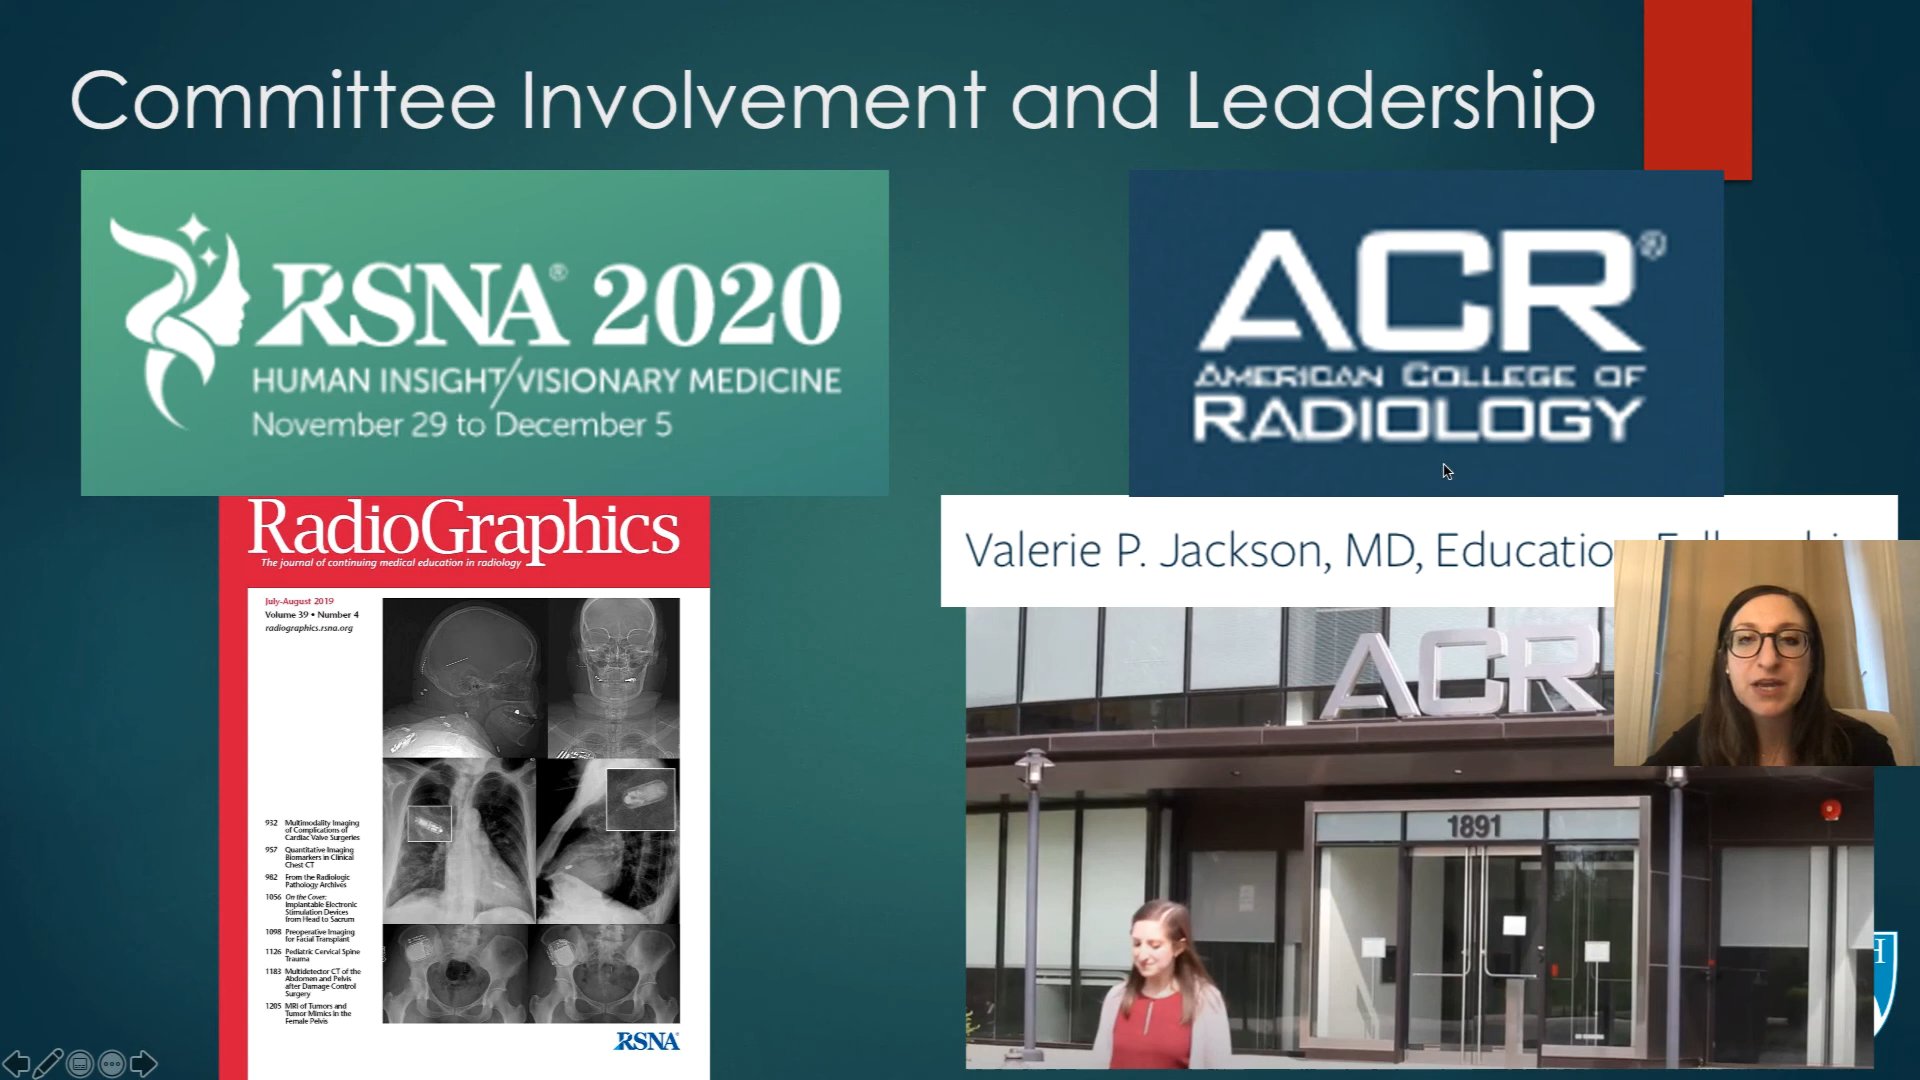 Committee Involvement and Leadership
RSNA® 2020
HUMAN INSIGHT/VISIONARY MEDICINE
November 29 to December 5
ACR®
AMERICAN COLLEGE OF
RADIOLOGY
RadioGraphics
The journal of continuing medical education in radiology
July-August 2019
Volume 39 • Number 4
radiographics.rsna.org
932 Multimodality Imaging
of Complications of
Cardiac Valve Surgeries
957 Quantitative Imaging
Biomarkers in Clinical
Chest CT
982 From the Radiologic
Pathology Archives
1056 On the Cover:
Implantable Electronic
Stimulation Devices
from Head to Sacrum
1098 Preoperative Imaging
for Facial Transplant
1126 Pediatric Cervical Spine
Trauma
1183 Multidetector CT of the
Abdomen and Pelvis
after Damage Control
Surgery
1205 MRI of Tumors and
Tumor Mimics in the
Female Pelvis
RSNA
Valerie P. Jackson, MD, Educatio
ACR
1891
H